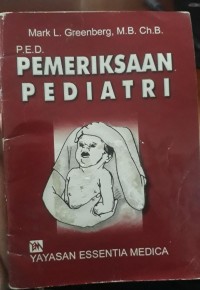 Mark L. Greenberg, M.B. Ch.B.
P.E.D.
PEMERIKSAAN
PEDIATRI
YAYASAN ESSENTIA MEDICA